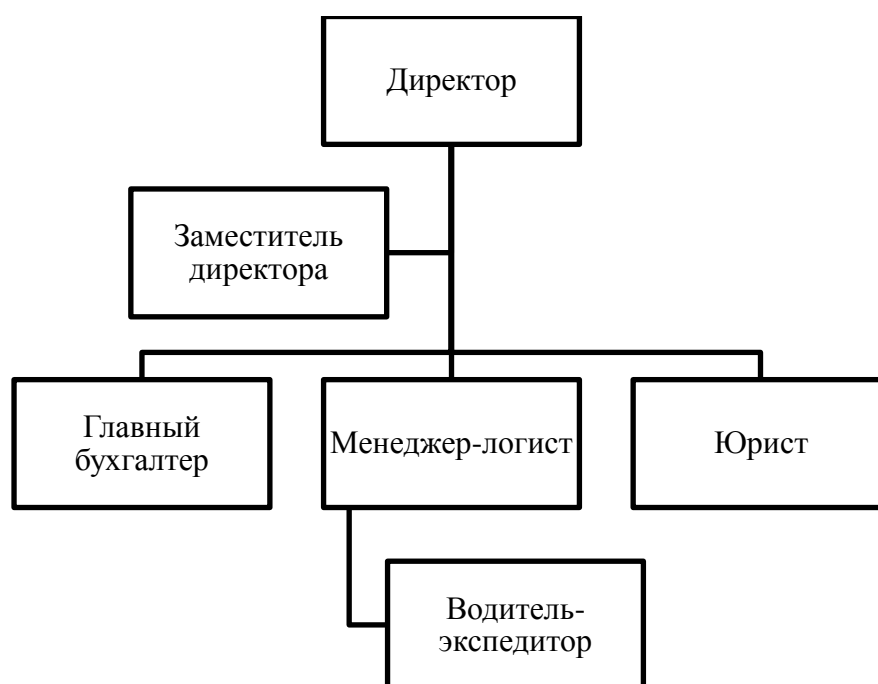 Директор
Заместитель
директора
Главный
бухгалтер
Менеджер-логист
Юрист
Водитель-
экспедитор